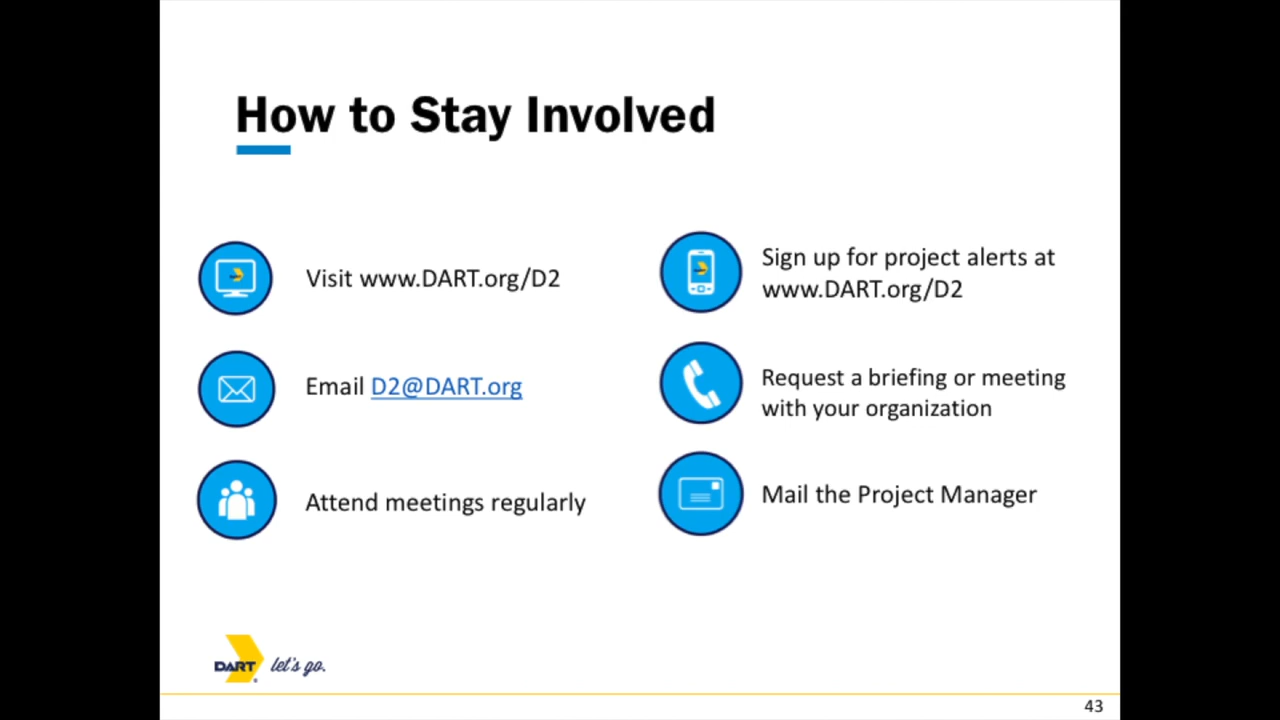 How to Stay Involved
Visit www.DART.org/D2
Email D2@DART.org
Attend meetings regularly
Sign up for project alerts at
www.DART.org/D2
Request a briefing or meeting
with your organization
Mail the Project Manager
DART let's go.
43